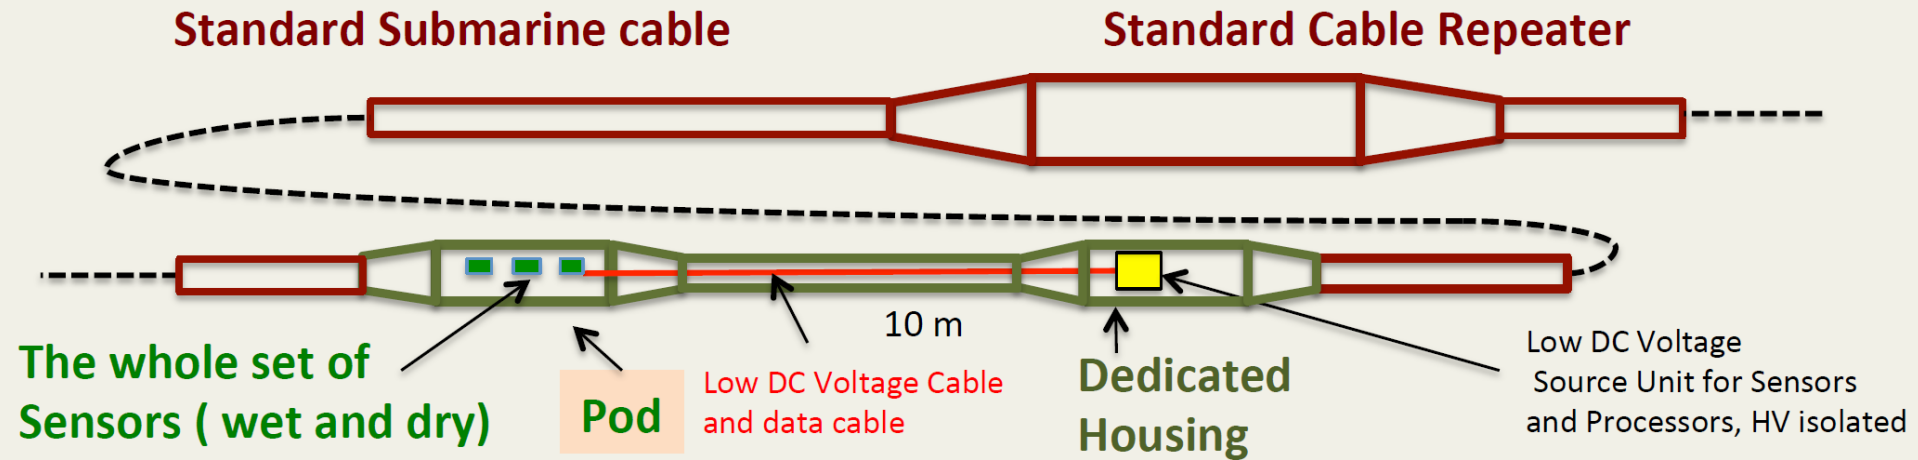 Standard Submarine cable
Standard Cable Repeater
10 m
The whole set of
Sensors ( wet and dry)
Pod
Low DC Voltage Cable
and data cable
Dedicated
Housing
Low DC Voltage
Source Unit for Sensors
and Processors, HV isolated